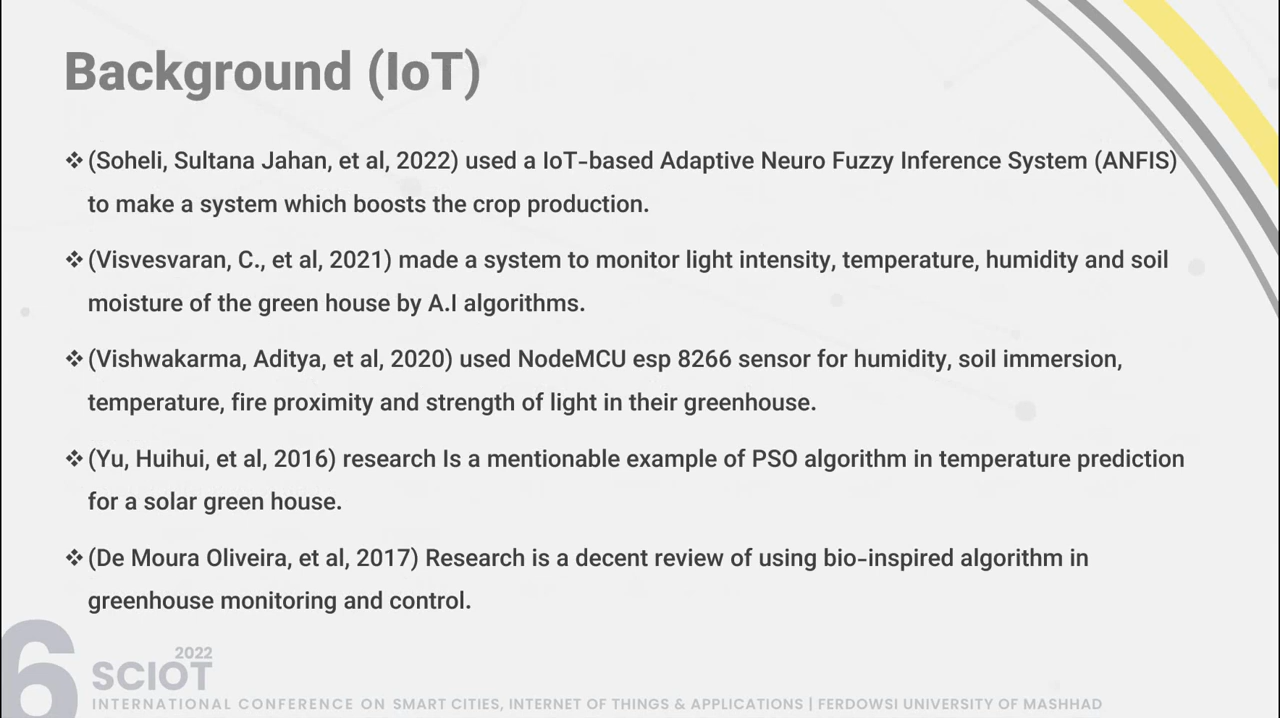 Background (IoT)
❖ (Soheli, Sultana Jahan, et al, 2022) used a IoT-based Adaptive Neuro Fuzzy Inference System (ANFIS)
to make a system which boosts the crop production.
❖ (Visvesvaran, C., et al, 2021) made a system to monitor light intensity, temperature, humidity and soil
moisture of the green house by A.I algorithms.
❖ (Vishwakarma, Aditya, et al, 2020) used NodeMCU esp 8266 sensor for humidity, soil immersion,
temperature, fire proximity and strength of light in their greenhouse.
❖ (Yu, Huihui, et al, 2016) research Is a mentionable example of PSO algorithm in temperature prediction
for a solar green house.
❖ (De Moura Oliveira, et al, 2017) Research is a decent review of using bio-inspired algorithm in
greenhouse monitoring and control.
6
2022
SCIOT
INTERNATIONAL CONFERENCE ON SMART CITIES, INTERNET OF THINGS & APPLICATIONS | FERDOWSI UNIVERSITY OF MASHHAD